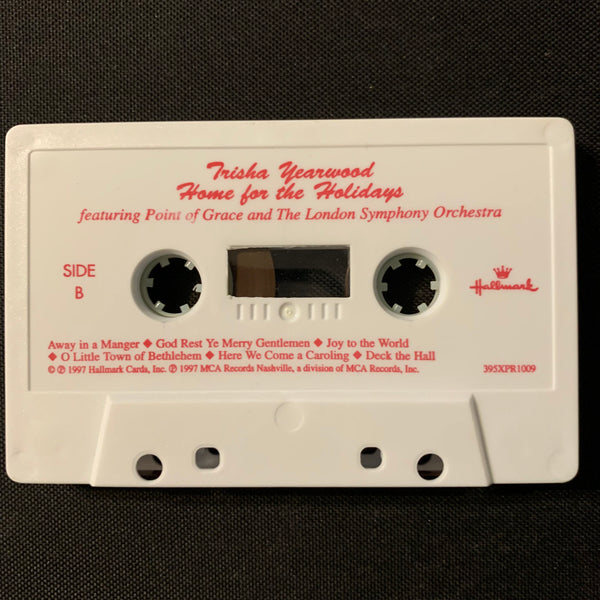 Trisha Yearwood
Home for the Holidays
featuring Point of Grace and The London Symphony Orchestra
SIDE
B
Hallmark
Away in a Manger ◆ God Rest Ye Merry Gentlemen ◆ Joy to the World
◆ O Little Town of Bethlehem ◆ Here We Come a Caroling ◆ Deck the Hall
© ℗ 1997 Hallmark Cards, Inc. ℗ 1997 MCA Records Nashville, a division of MCA Records, Inc.
395XPR1009